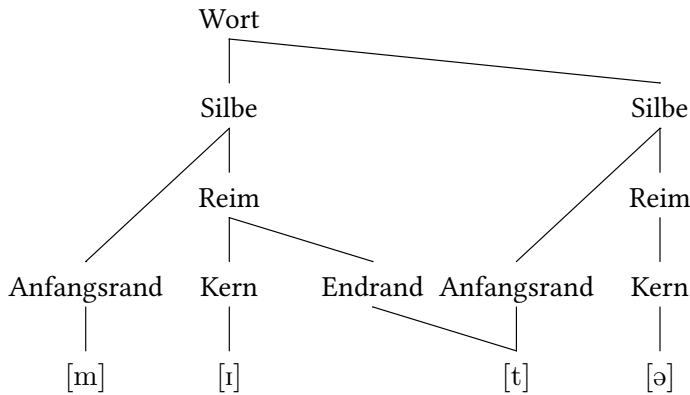 Wort
Silbe Silbe
Reim Reim
Anfangsrand Kern Endrand Anfangsrand Kern
[m] [ɪ] [t] [ə]